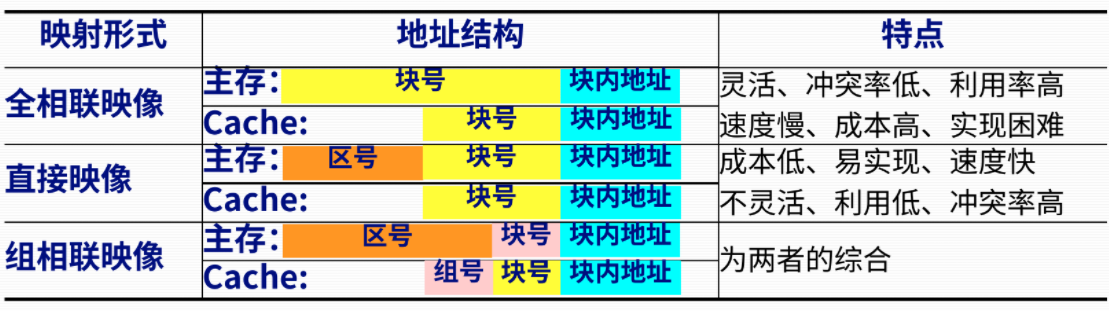 映射形式 地址结构 特点
全相联映像
主存： 块号 块内地址
Cache: 块号 块内地址
灵活、冲突率低、利用率高
速度慢、成本高、实现困难
直接映像
主存： 区号 块号 块内地址
Cache: 块号 块内地址
成本低、易实现、速度快
不灵活、利用低、冲突率高
组相联映像
主存： 区号 块号 块内地址
Cache: 组号 块号 块内地址
为两者的综合